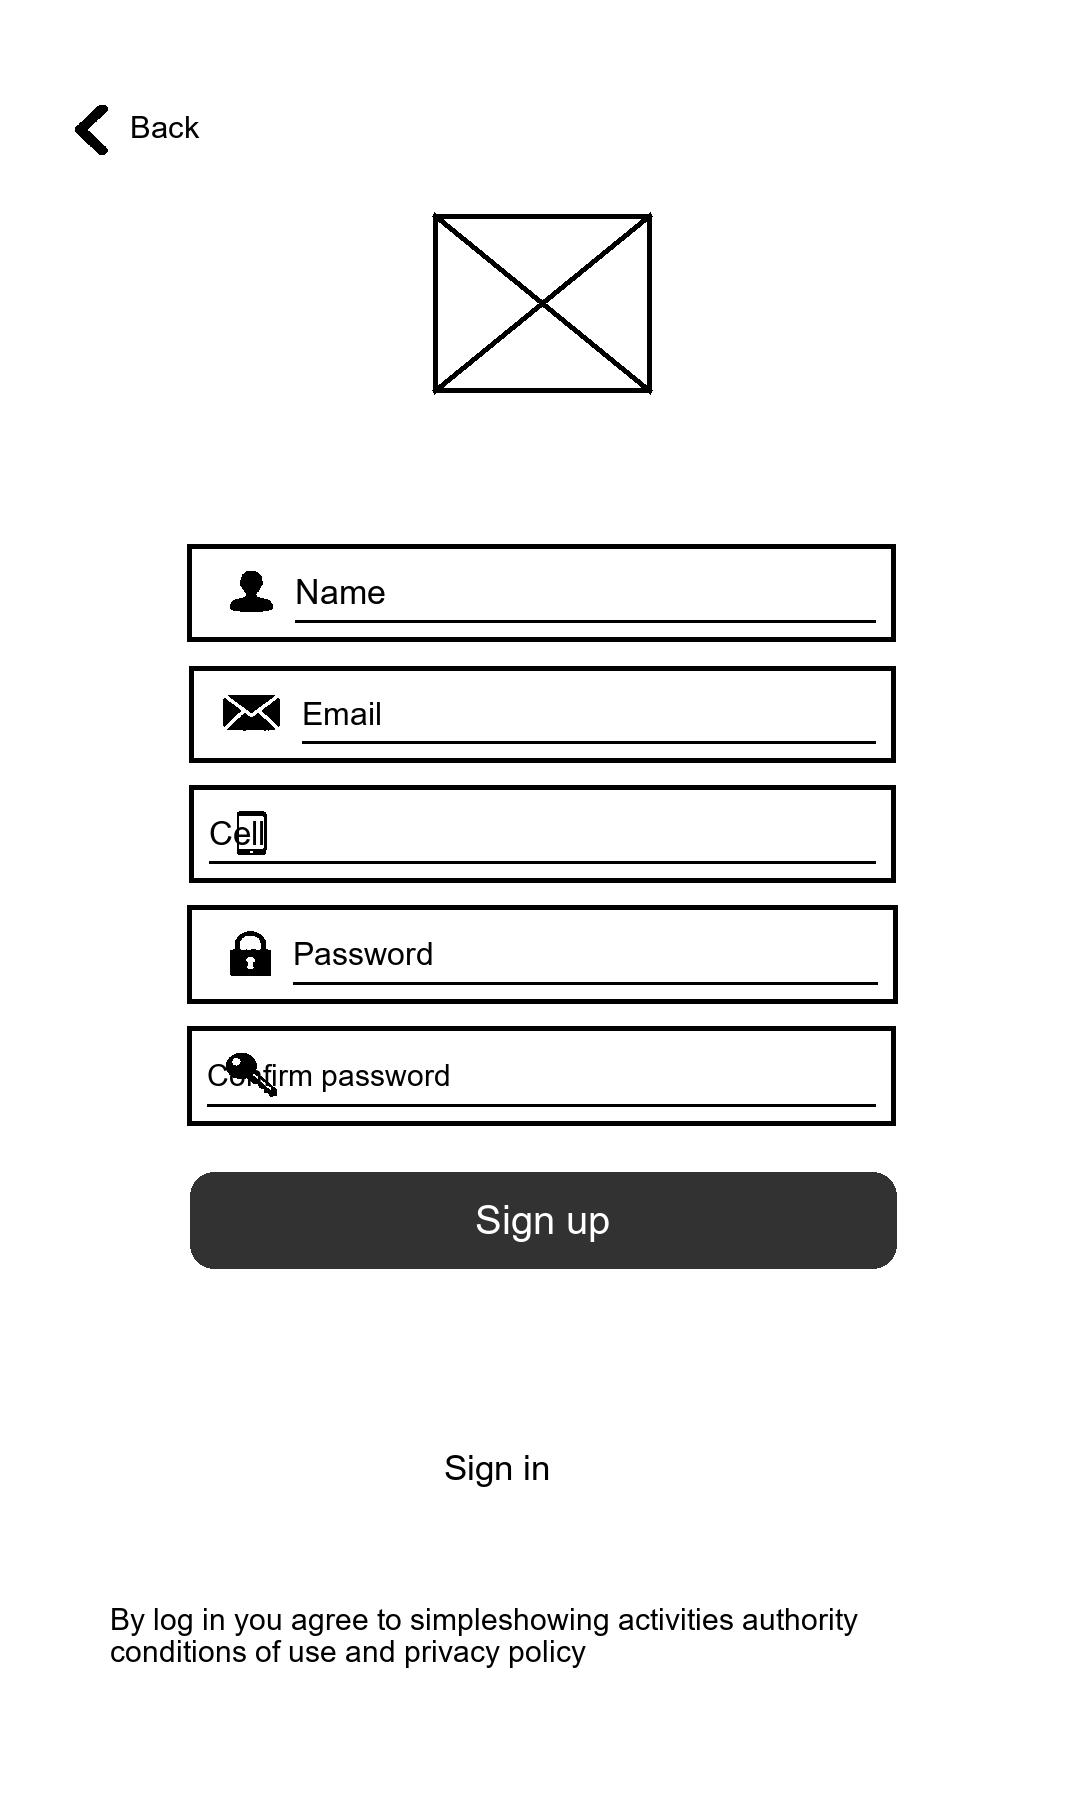 Back
Name
Email
Cell
Password
Confirm password
Sign up
Sign in
By log in you agree to simpleshowing activities authority
conditions of use and privacy policy